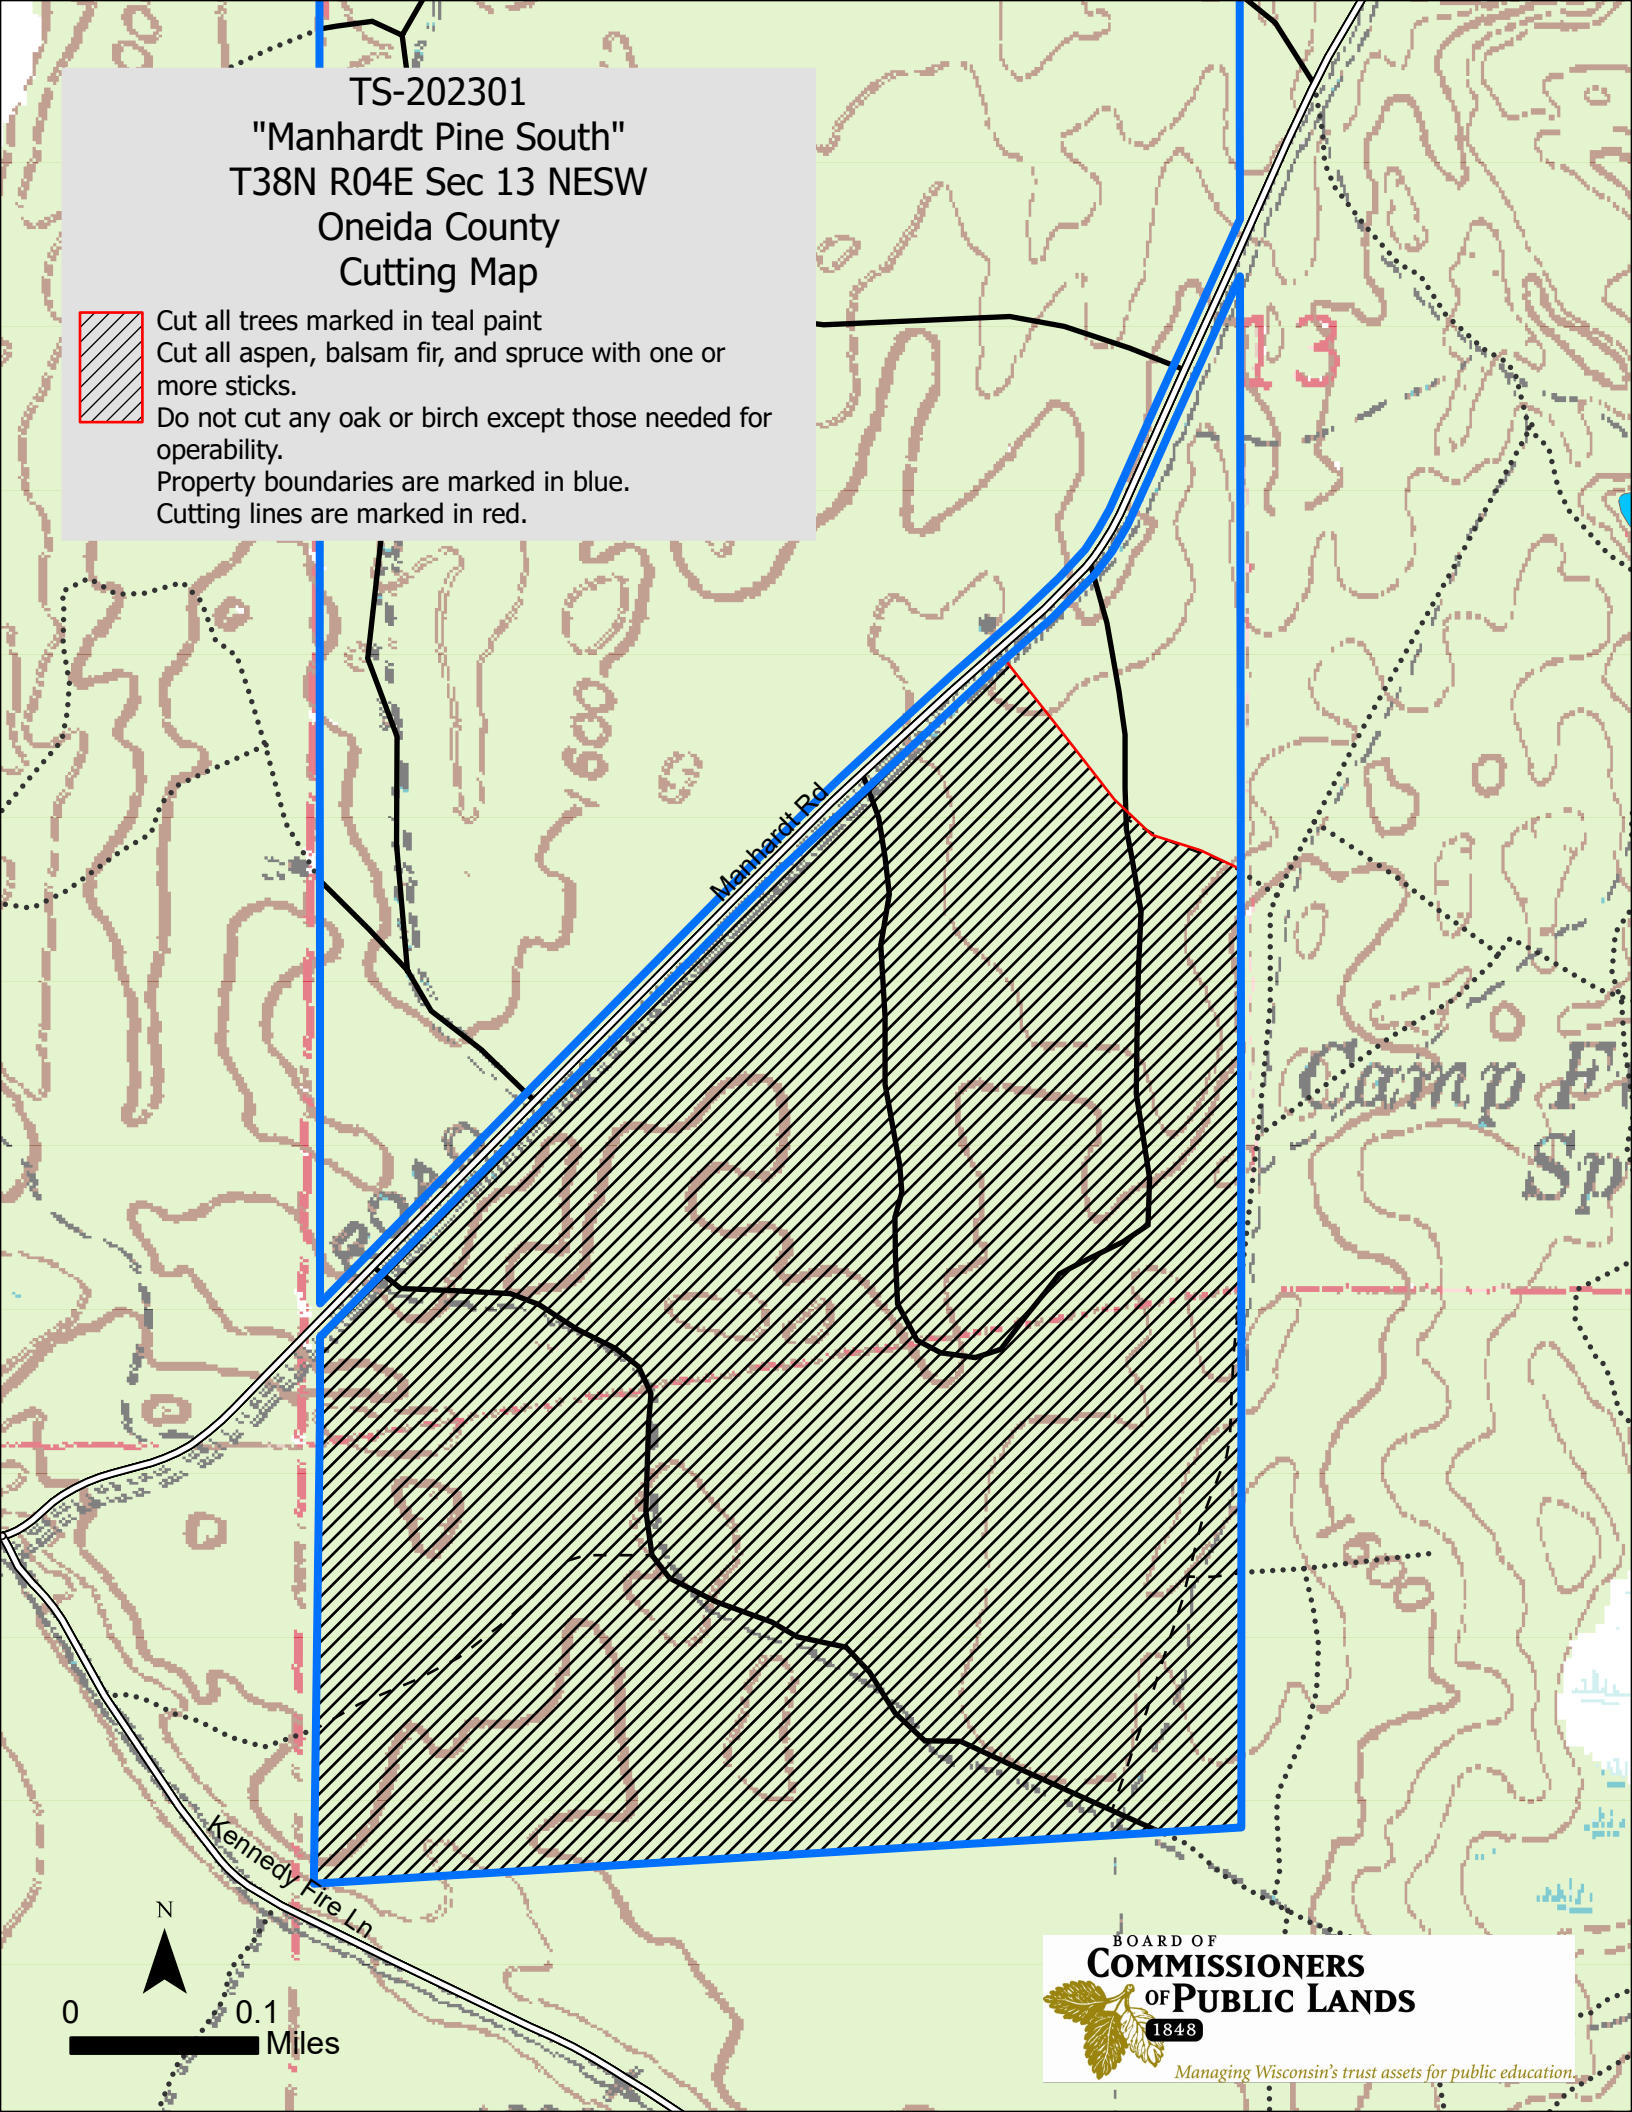 TS-202301
"Manhardt Pine South"
T38N R04E Sec 13 NESW
Oneida County
Cutting Map
Cut all trees marked in teal paint
Cut all aspen, balsam fir, and spruce with one or
more sticks.
Do not cut any oak or birch except those needed for
operability.
Property boundaries are marked in blue.
Cutting lines are marked in red.
13
1600
Manhardt Rd
Camp F
Sp
ROAD
1600
Kennedy Fire Ln
N
0 0.1
Miles
BOARD OF
COMMISSIONERS
OF PUBLIC LANDS
1848
Managing Wisconsin's trust assets for public education.